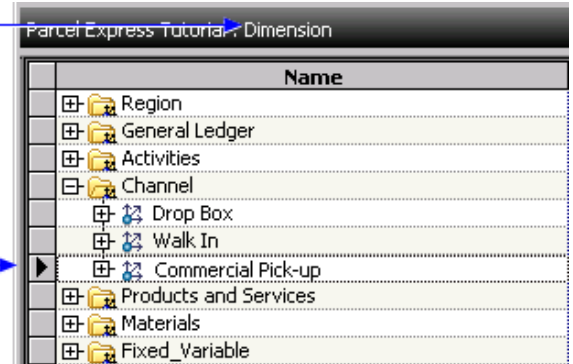 Parcel Express Tutorial : Dimension
Name
Region
General Ledger
Activities
Channel
Drop Box
Walk In
Commercial Pick-up
Products and Services
Materials
Fixed_Variable